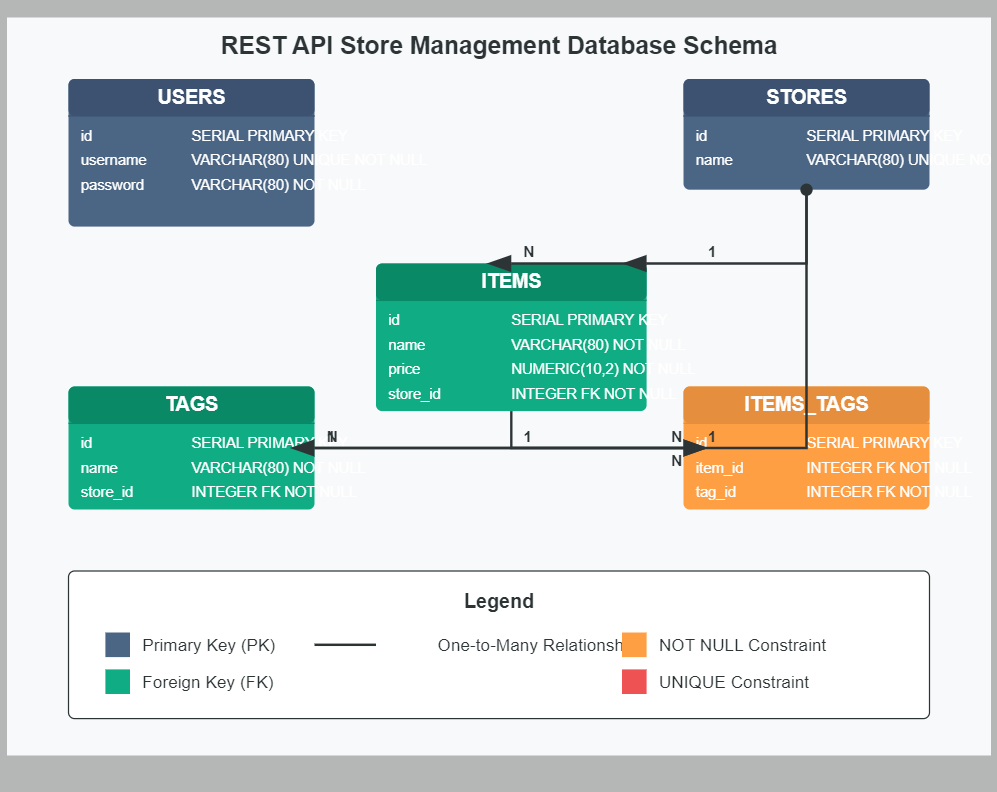 REST API Store Management Database Schema
USERS
id SERIAL PRIMARY KEY
username VARCHAR(80) UNIQUE NOT NULL
password VARCHAR(80) NOT NULL
STORES
id SERIAL PRIMARY KEY
name VARCHAR(80) UNIQUE NO
N 1
ITEMS
id SERIAL PRIMARY KEY
name VARCHAR(80) NOT NULL
price NUMERIC(10,2) NOT NULL
store_id INTEGER FK NOT NULL
TAGS
id SERIAL PRIMARY
name VARCHAR(80) NOT NULL
store_id INTEGER FK NOT NULL
N 1 N 1
N
ITEMS_TAGS
id SERIAL PRIMARY KEY
item_id INTEGER FK NOT NULL
tag_id INTEGER FK NOT NULL
Legend
Primary Key (PK) One-to-Many Relationsh NOT NULL Constraint
Foreign Key (FK) UNIQUE Constraint